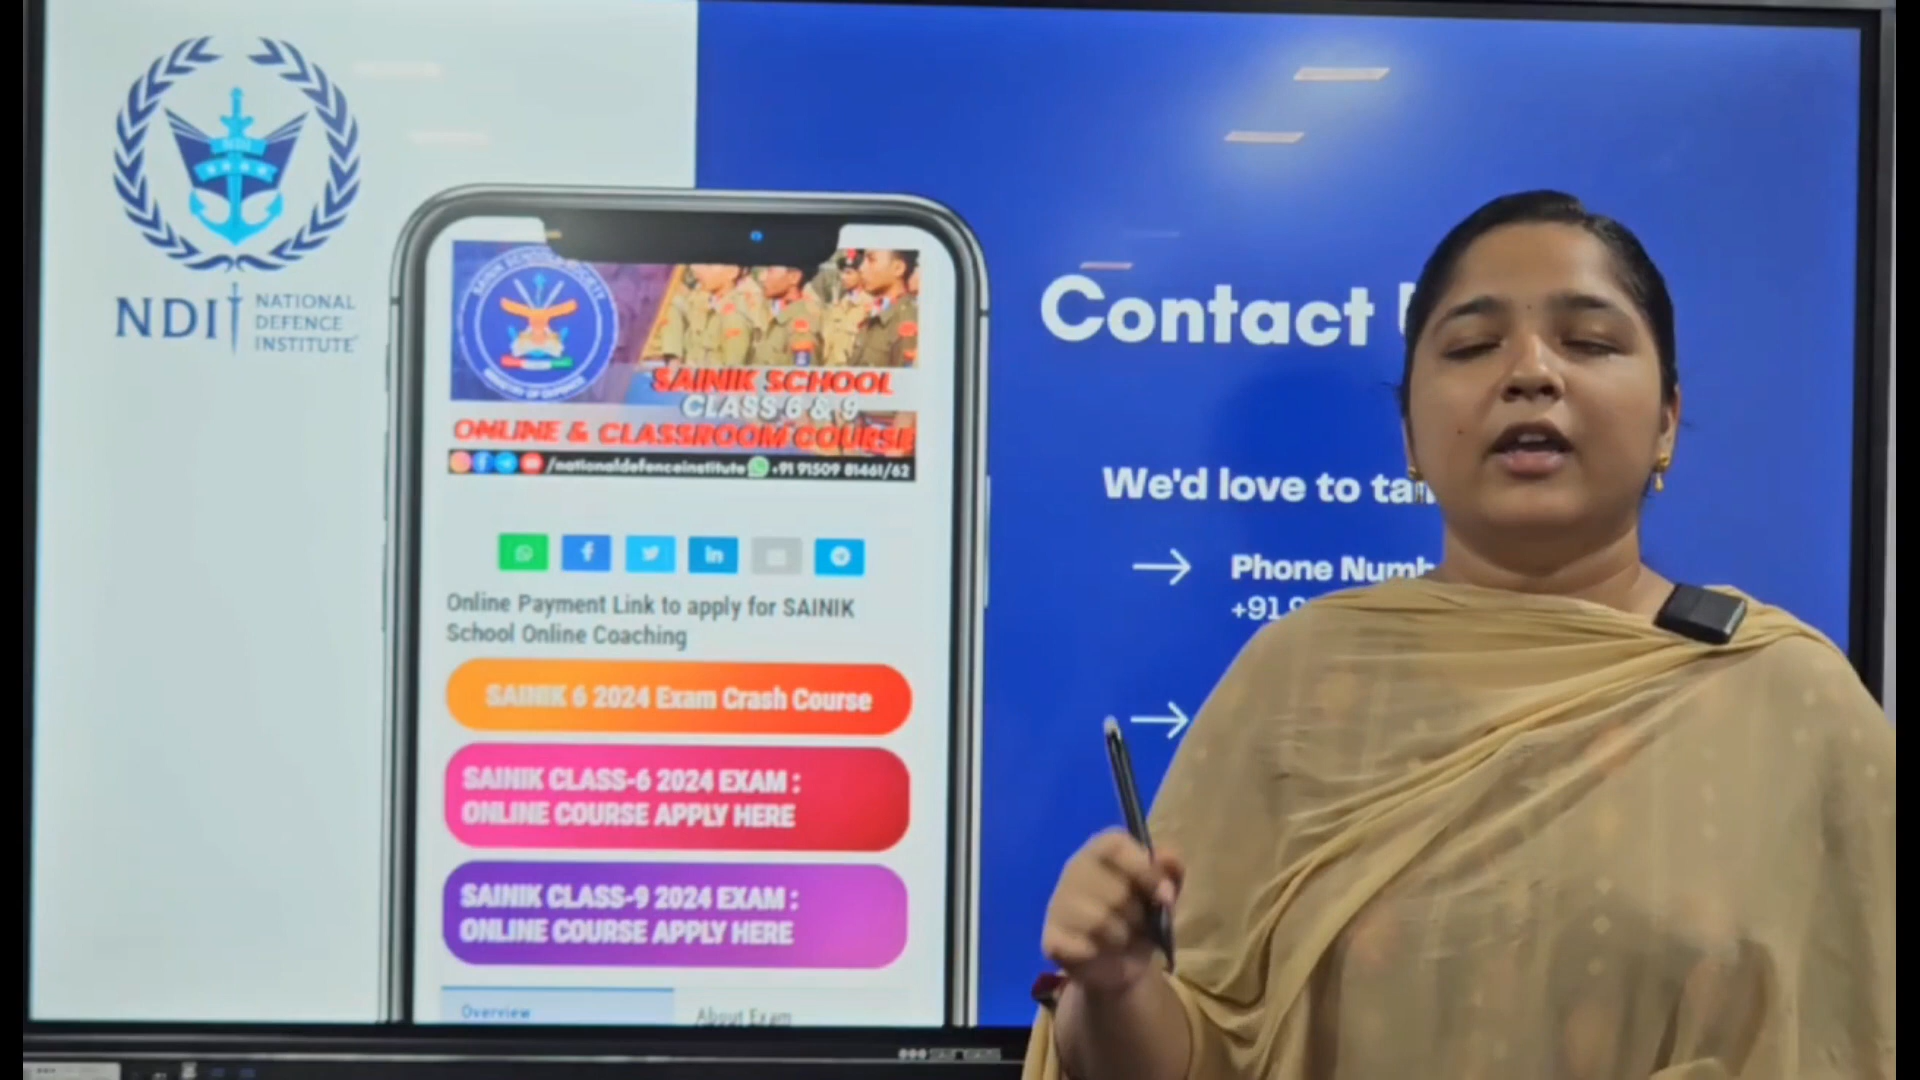 NDI
NATIONAL
DEFENCE
INSTITUTE
SAINIK SCHOOL
CLASS 6 & 9
ONLINE & CLASSROOM COURSE
/nationaldefenceinstitute +91 91509 81461/62
Online Payment Link to apply for SAINIK
School Online Coaching
SAINIK 6 2024 Exam Crash Course
SAINIK CLASS-6 2024 EXAM :
ONLINE COURSE APPLY HERE
SAINIK CLASS-9 2024 EXAM :
ONLINE COURSE APPLY HERE
Overview
About Exam
Contact
We'd love to
Phone
+91